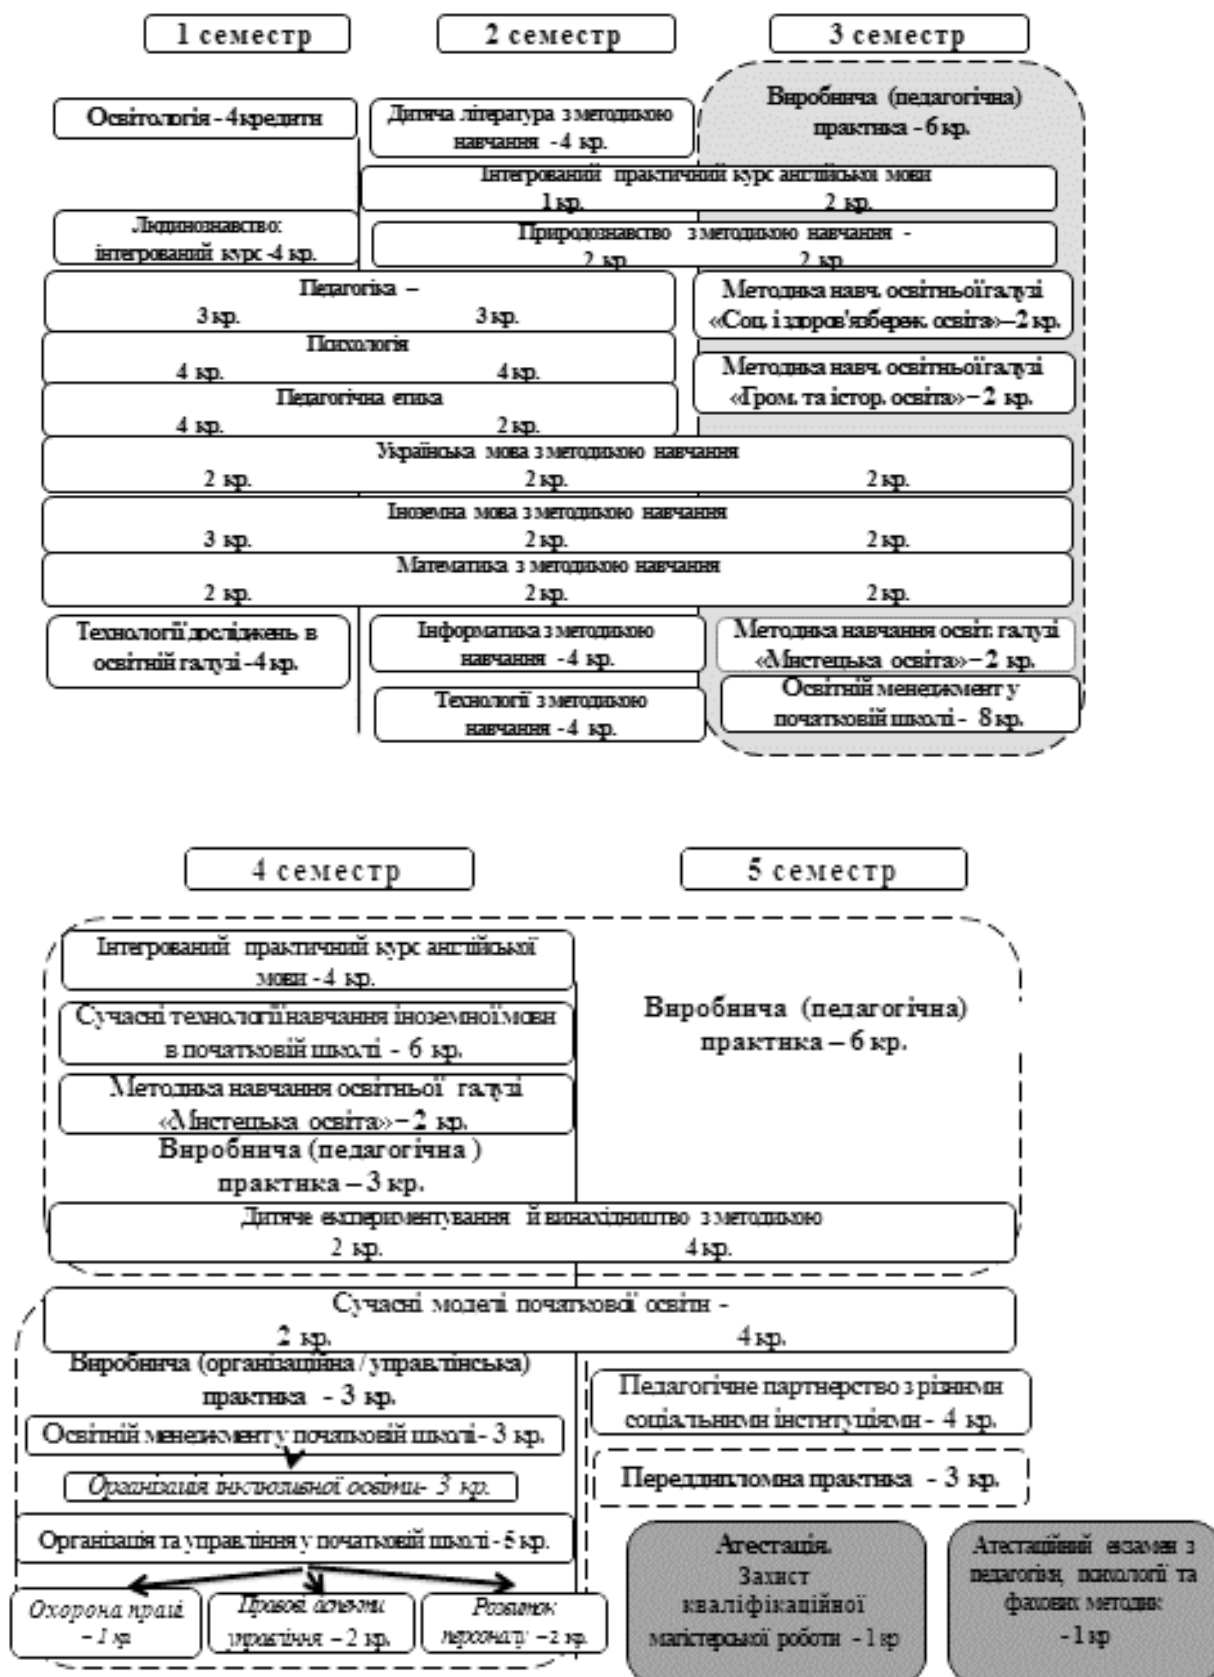 1 семестр
2 семестр
3 семестр
Освітологія - 4 кредити
Дитяча література з методикою
навчання - 4 кр.
Виробнича (педагогічна)
практика - 6 кр.
Інтегрований практичний курс англійської мови
1 кр. 2 кр.
Людинознавство:
інтегрований курс -4 кр.
Природознавство з методикою навчання -
2 кр. 2 кр.
Педагогіка –
3 кр. 3 кр.
Методика навч. освітньої галузі
«Соц. і здоров'язбереж. освіта» – 2 кр.
Психологія
4 кр. 4 кр.
Методика навч. освітньої галузі
«Гром. та істор. освіта» – 2 кр.
Педагогічна етика
4 кр. 2 кр.
Українська мова з методикою навчання
2 кр. 2 кр. 2 кр.
Іноземна мова з методикою навчання
3 кр. 2 кр. 2 кр.
Математика з методикою навчання
2 кр. 2 кр. 2 кр.
Технології досліджень в
освітній галузі - 4 кр.
Інформатика з методикою
навчання - 4 кр.
Методика навчання освіт. галузі
«Мистецька освіта» – 2 кр.
Технології з методикою
навчання - 4 кр.
Освітній менеджмент у
початковій школі - 8 кр.
4 семестр
5 семестр
Інтегрований практичний курс англійської
мови - 4 кр.
Сучасні технології навчання іноземної мови
в початковій школі - 6 кр.
Методика навчання освітньої галузі
«Мистецька освіта» – 2 кр.
Виробнича (педагогічна )
практика – 3 кр.
Виробнича (педагогічна)
практика – 6 кр.
Дитяче експериментування й винахідництво з методикою
2 кр. 4 кр.
Сучасні моделі початкової освіти -
2 кр. 4 кр.
Виробнича (організаційна / управлінська)
практика - 3 кр.
Освітній менеджмент у початковій школі - 3 кр.
Організація інклюзивної освіти- 3 кр.
Організація та управління у початковій школі - 5 кр.
Охорона праці
– 1 кр
Правові аспекти
управління – 2 кр.
Розвиток
персоналу – 2 кр.
Педагогічне партнерство з різними
соціальними інституціями - 4 кр.
Переддипломна практика - 3 кр.
Атестація.
Захист
кваліфікаційної
магістерської роботи - 1 кр
Атестаційний екзамен з
педагогіки, психології та
фахових методик
- 1 кр